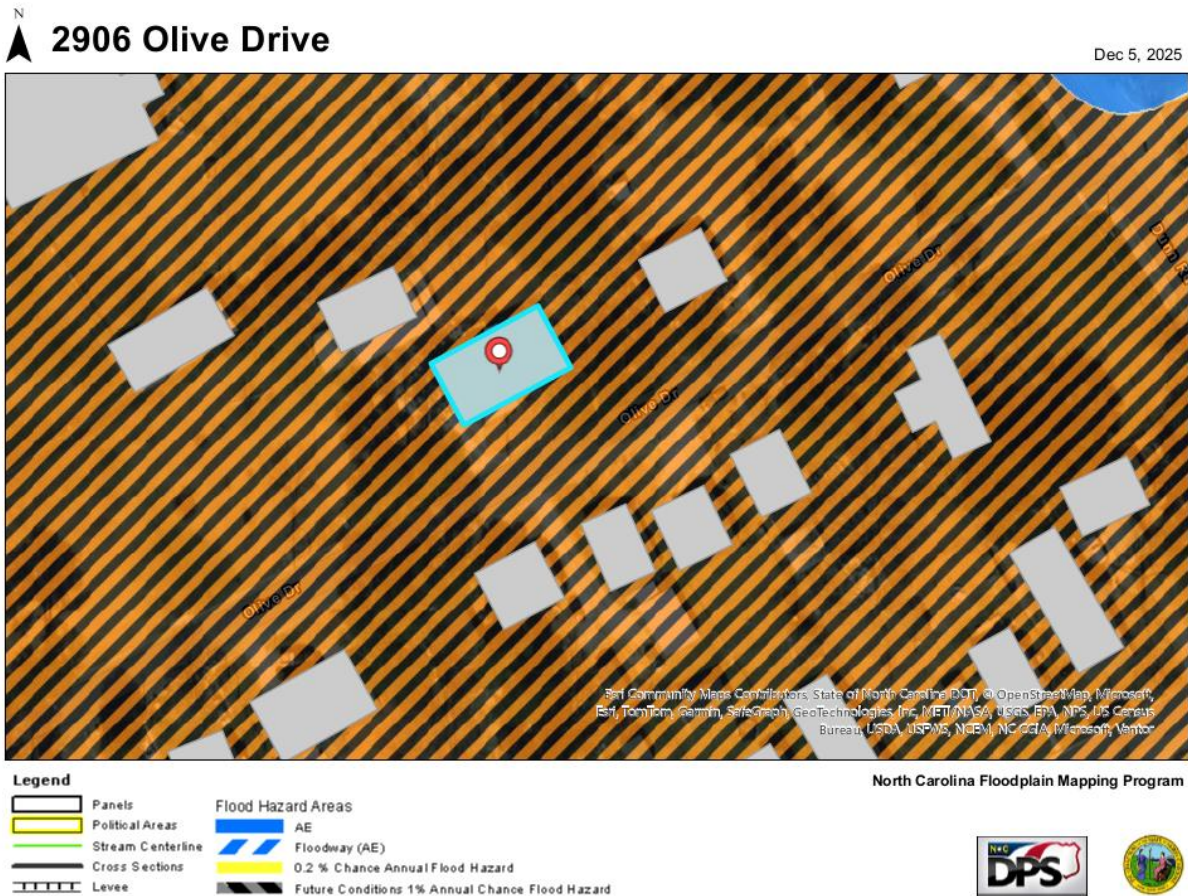 N
2906 Olive Drive
Dec 5, 2025
Olive Dr
Olive Dr
Olive Dr
Esri Community Maps Contributors, State of North Carolina DOT, © OpenStreetMap, Microsoft,
Esri, TomTom, Garmin, SafeGraph, GeoTechnologies, Inc, METI/NASA, USGS, EPA, NPS, US Census
Bureau, USDA, USFWS, NCEM, NC CGIA, Microsoft, Vantor
Legend
Panels
Political Areas
Stream Centerline
Cross Sections
Levee
Flood Hazard Areas
AE
Floodway (AE)
0.2 % Chance Annual Flood Hazard
Future Conditions 1% Annual Chance Flood Hazard
North Carolina Floodplain Mapping Program
NC
DPS